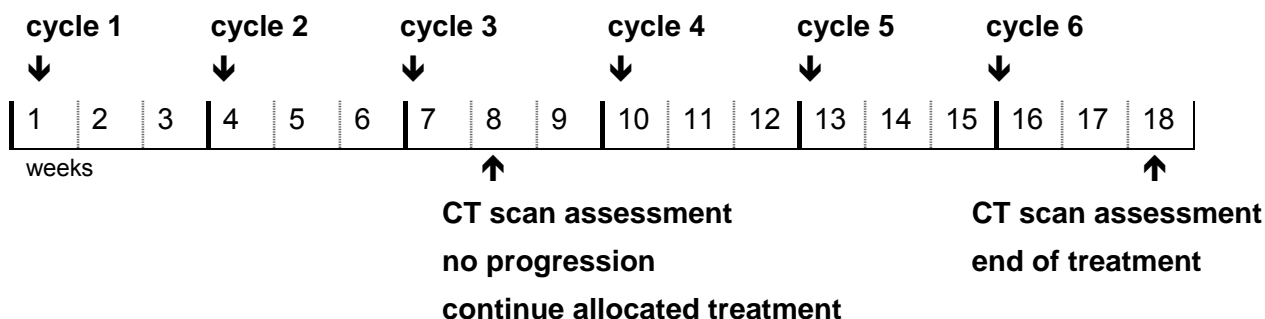 cycle 1 cycle 2 cycle 3 cycle 4 cycle 5 cycle 6
1 2 3 4 5 6 7 8 9 10 11 12 13 14 15 16 17 18
weeks
CT scan assessment CT scan assessment
no progression end of treatment
continue allocated treatment